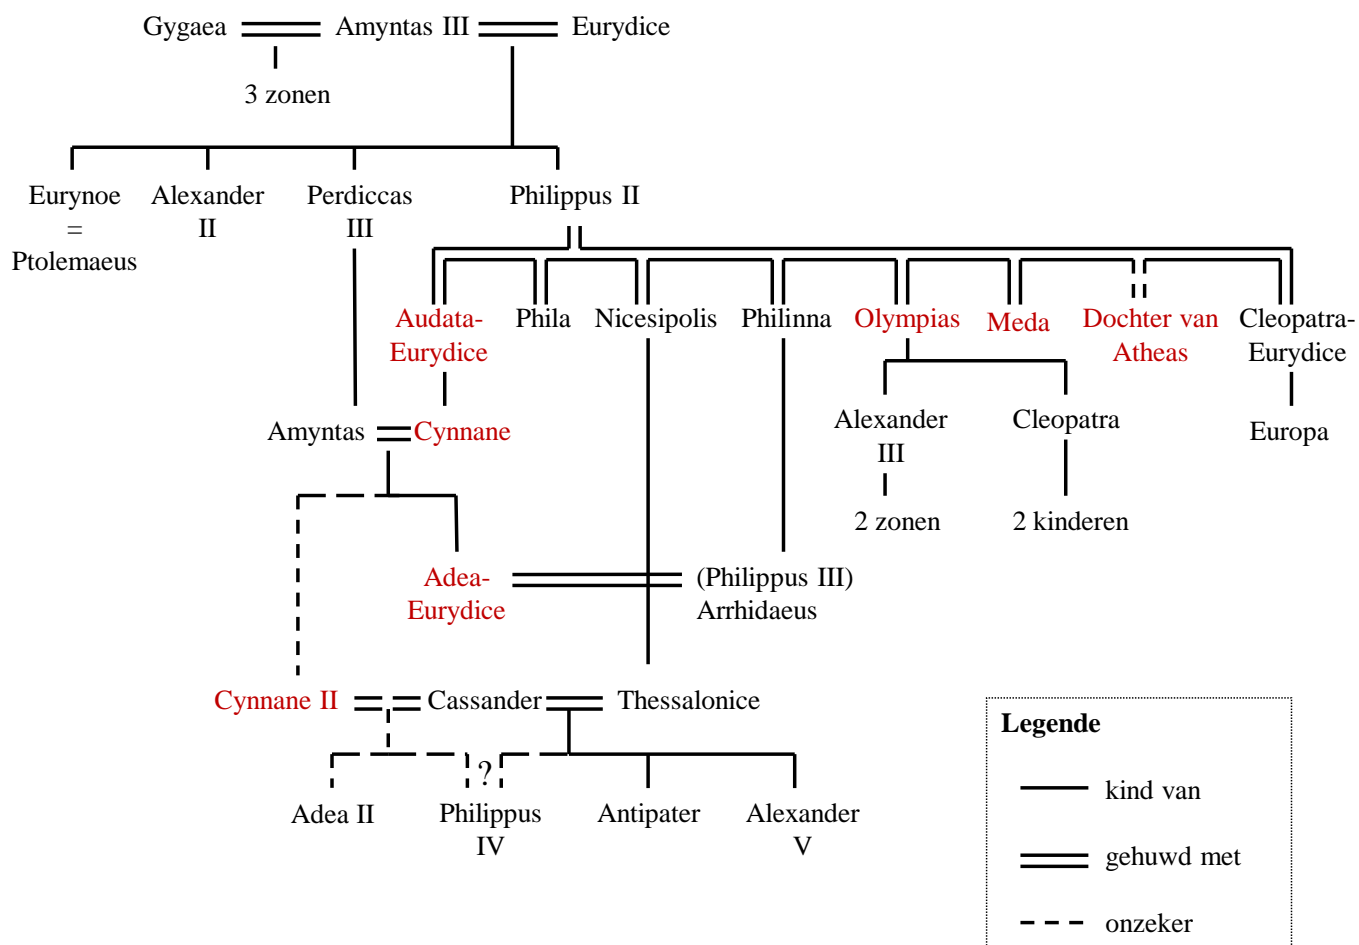 Gygaea Amyntas III Eurydice
3 zonen
Eurynoe Alexander Perdiccas Philippus II
= II III
Ptolemaeus
Audata- Phila Nicesipolis Philinna Olympias Meda Dochter van Cleopatra-
Eurydice Atheas Eurydice
Amyntas Cynnane Alexander Cleopatra Europa
III
2 zonen 2 kinderen
Adea- (Philippus III)
Eurydice Arrhidaeus
Cynnane II Cassander Thessalonice
?
Adea II Philippus Antipater Alexander
IV V
Legende
kind van
gehuwd met
onzeker